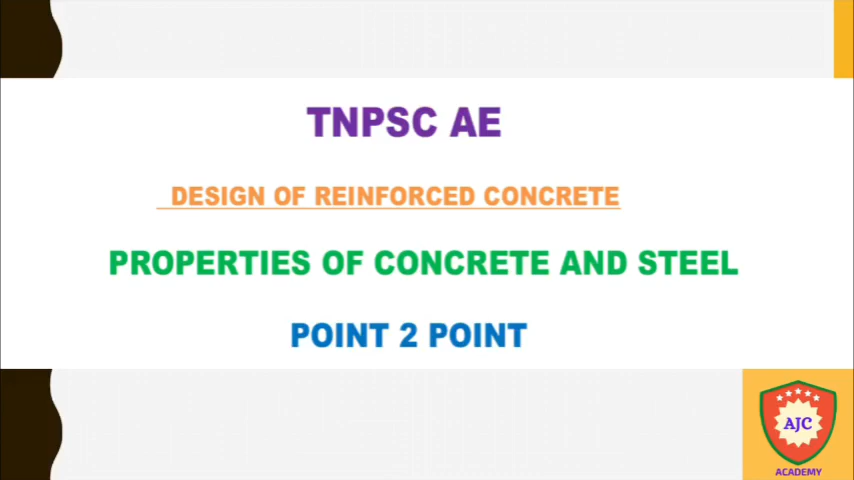 TNPSC AE
DESIGN OF REINFORCED CONCRETE
PROPERTIES OF CONCRETE AND STEEL
POINT 2 POINT
AJC
ACADEMY